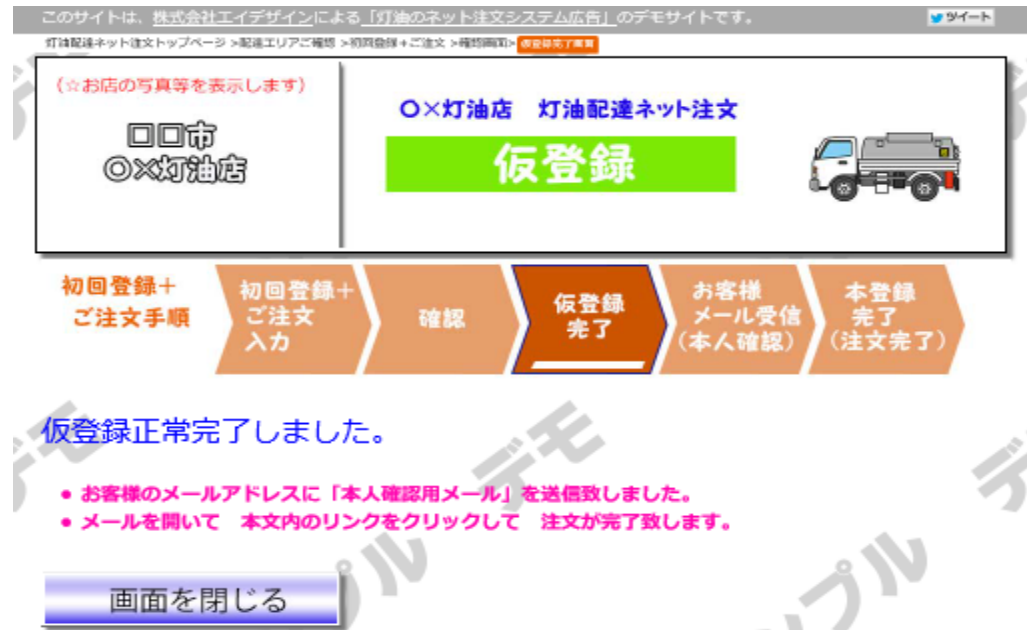 このサイトは、株式会社エイデザインによる「灯油のネット注文システム広告」のデモサイトです。
ツイート
灯油配達ネット注文トップページ >配達エリアご確認 >初回登録+ご注文 >確認画面> 仮登録完了画面
(☆お店の写真等を表示します)
口口市
○×灯油店
○×灯油店 灯油配達ネット注文
仮登録
初回登録+
ご注文手順
初回登録+
ご注文
入力
確認
仮登録
完了
お客様
メール受信
(本人確認)
本登録
完了
(注文完了)
仮登録正常完了しました。
● お客様のメールアドレスに「本人確認用メール」を送信致しました。
● メールを開いて 本文内のリンクをクリックして 注文が完了致します。
画面を閉じる
デモ
デモ
デモ
サンプル
サンプル